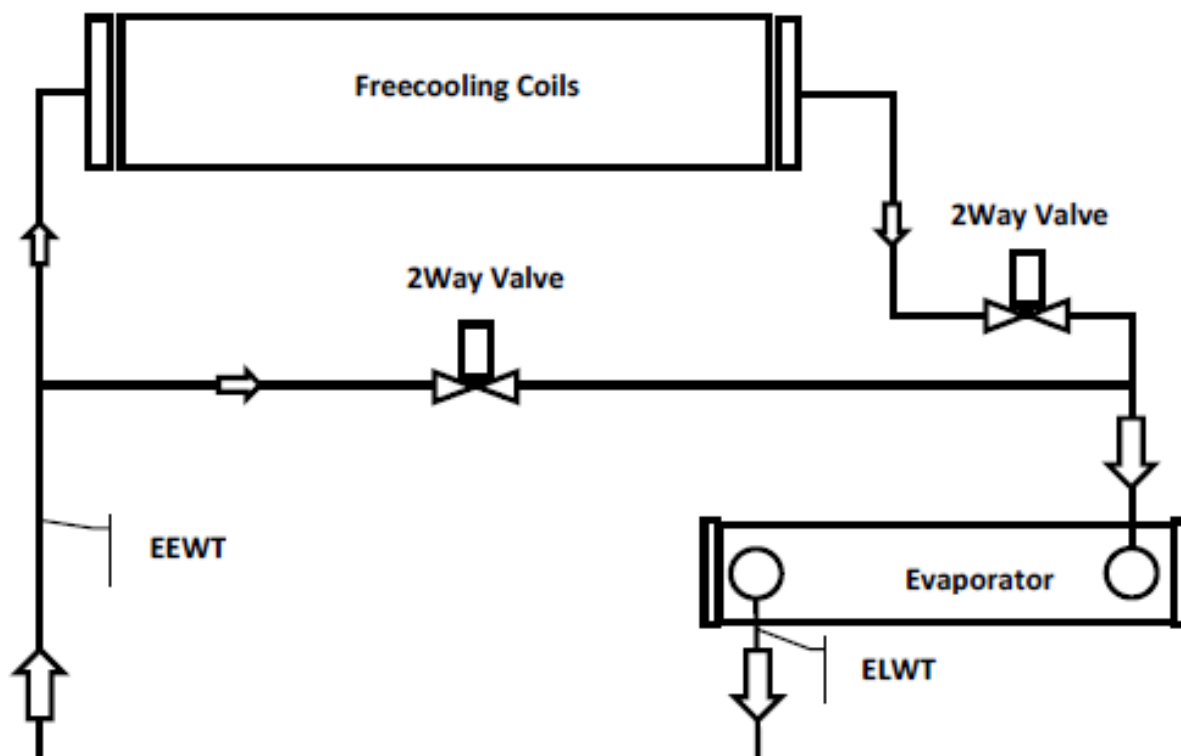 Freecooling Coils
2Way Valve
2Way Valve
EEWT
Evaporator
ELWT